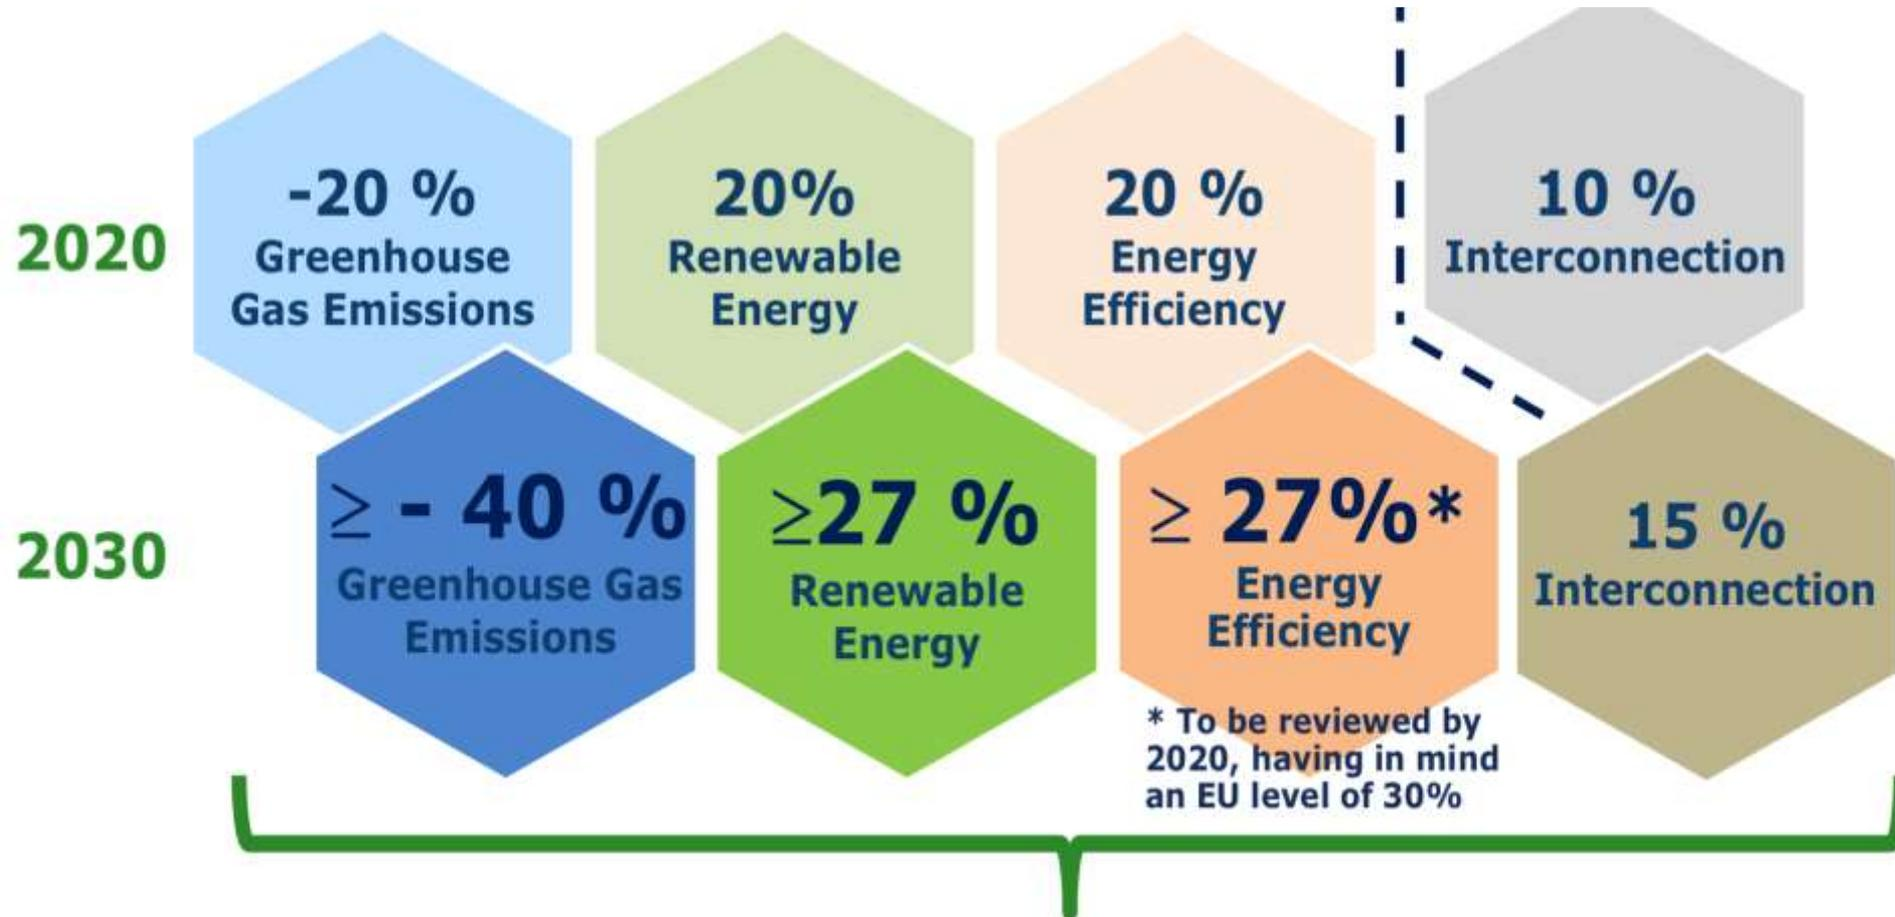 2020
-20 %
Greenhouse
Gas Emissions
20%
Renewable
Energy
20 %
Energy
Efficiency
10 %
Interconnection
2030
≥ - 40 %
Greenhouse Gas
Emissions
≥27 %
Renewable
Energy
≥ 27%*
Energy
Efficiency
* To be reviewed by
2020, having in mind
an EU level of 30%
15 %
Interconnection